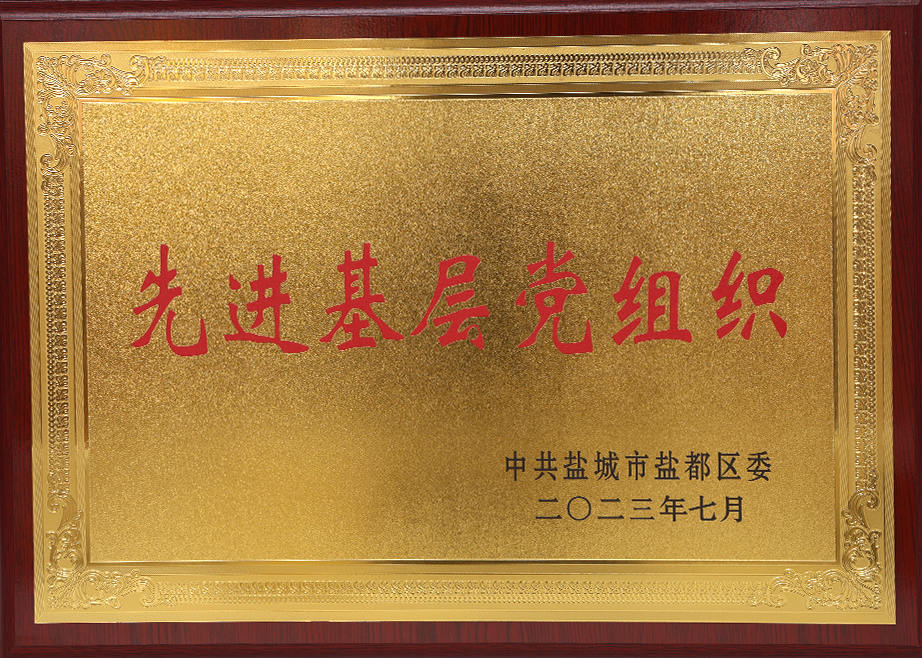 先进基层党组织
中共盐城市盐都区委
二〇二三年七月